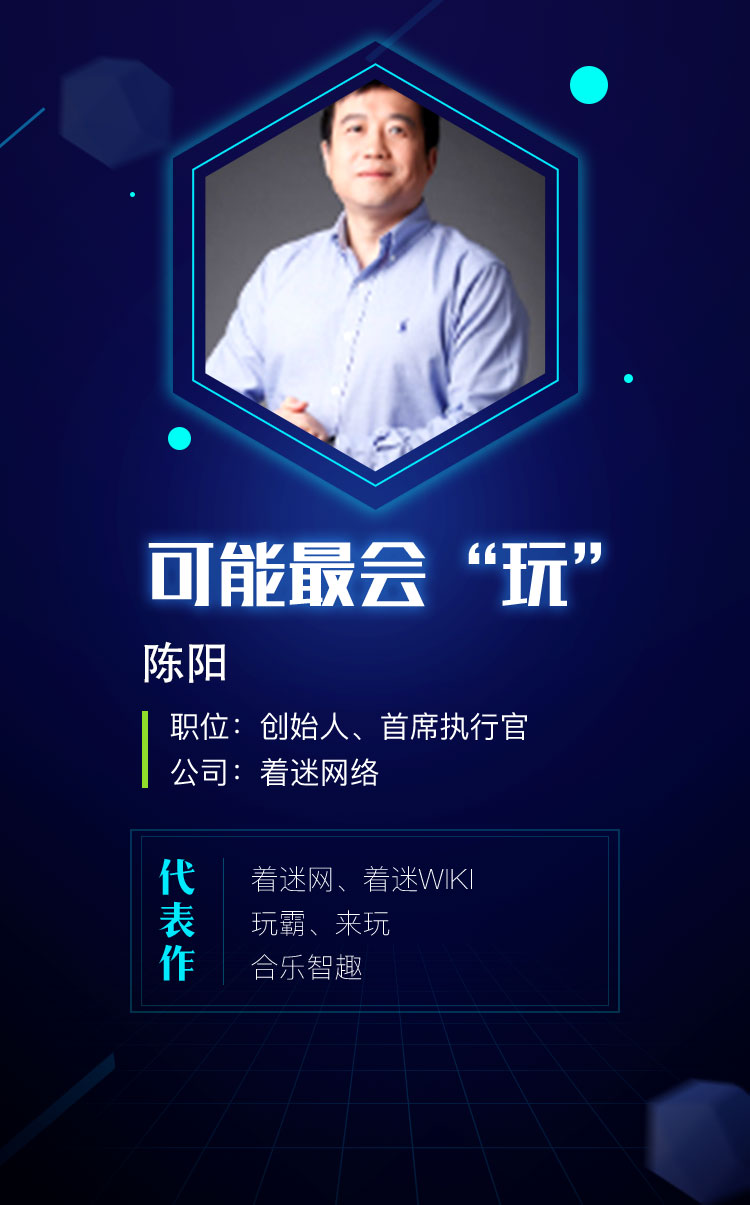 可能最会“玩”
陈阳
职位：创始人、首席执行官
公司：着迷网络
代表作
着迷网、着迷WIKI
玩霸、来玩
合乐智趣